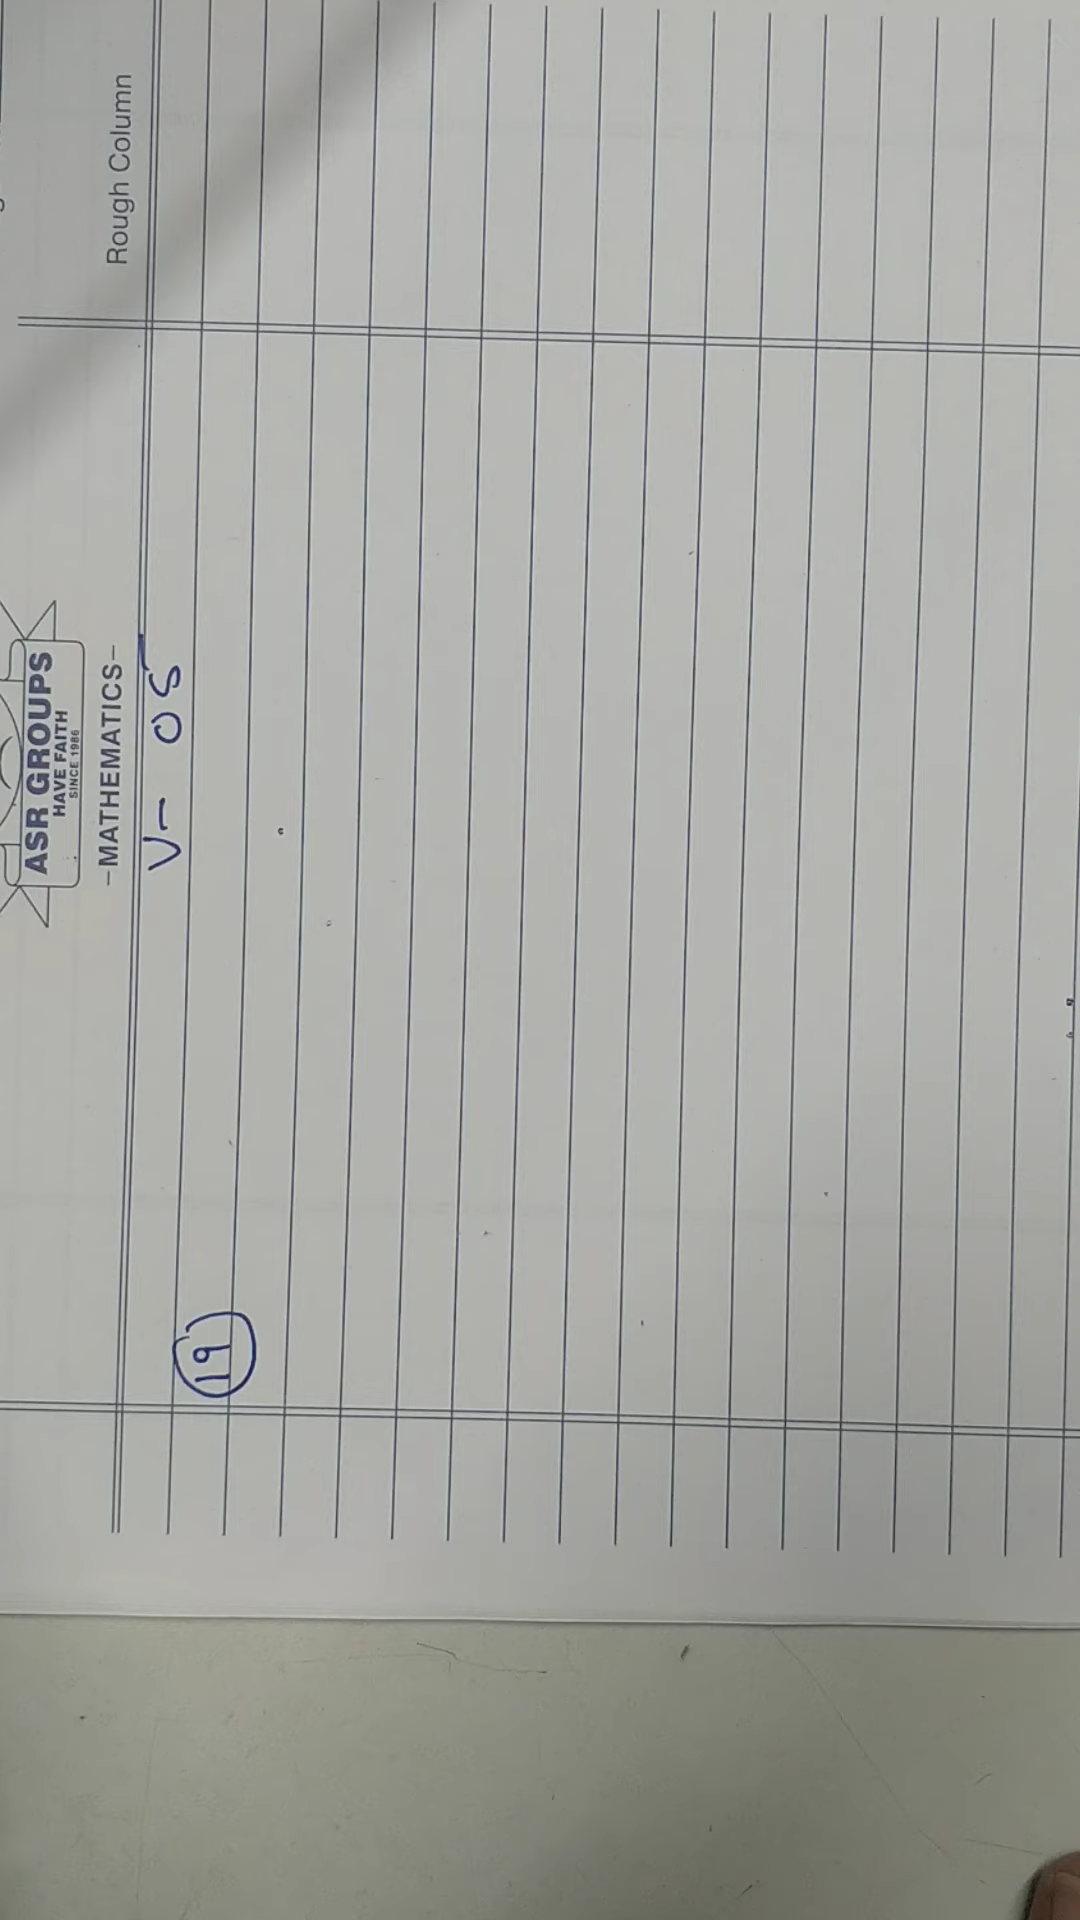 ASR GROUPS
HAVE FAITH
SINCE 1986
Rough Column
-MATHEMATICS-
V- 05
19